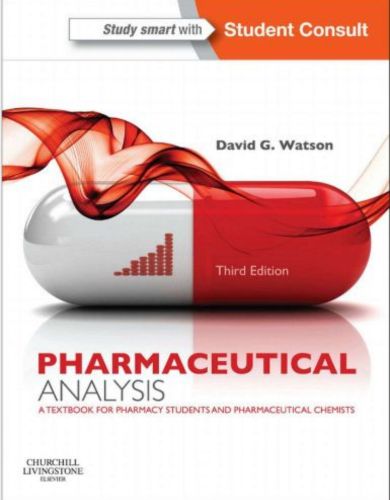 Study smart with
Student Consult
David G. Watson
Third Edition
PHARMACEUTICAL
ANALYSIS
A TEXTBOOK FOR PHARMACY STUDENTS AND PHARMACEUTICAL CHEMISTS
CHURCHILL
LIVINGSTONE
ELSEVIER